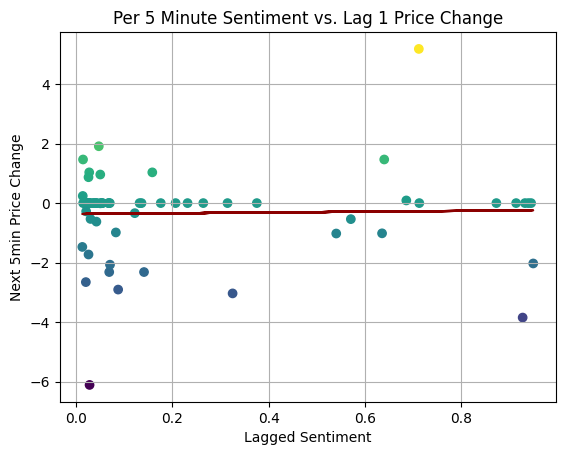 Per 5 Minute Sentiment vs. Lag 1 Price Change
Next 5min Price Change
4
2
0
−2
−4
−6
0.0 0.2 0.4 0.6 0.8
Lagged Sentiment